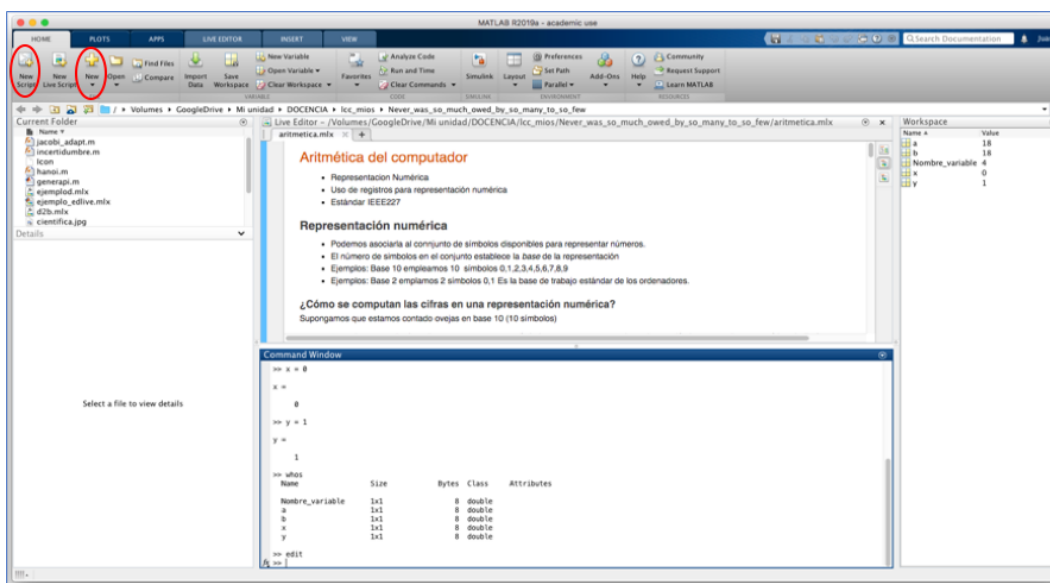 MATLAB R2019a - academic use
HOME PLOTS APPS LIVE EDITOR INSERT VIEW
Search Documentation
New Script
New Live Script
New
Open
Find Files
Compare
Import Data
Save Workspace
New Variable
Open Variable
Clear Workspace
Favorites
Analyze Code
Run and Time
Clear Commands
Simulink
Layout
Preferences
Set Path
Parallel
Add-Ons
Help
Community
Request Support
Learn MATLAB
VARIABLE CODE SIMULINK ENVIRONMENT RESOURCES
/ ▸ Volumes ▸ GoogleDrive ▸ Mi unidad ▸ DOCENCIA ▸ Icc_mios ▸ Never_was_so_much_owed_by_so_many_to_so_few
Current Folder
Name
jacobi_adapt.m
incertidumbre.m
Icon
hanoi.m
generapi.m
ejemplod.mlx
ejemplo_edlive.mlx
d2b.mlx
cientifica.jpg
Details
Select a file to view details
Live Editor - /Volumes/GoogleDrive/Mi unidad/DOCENCIA/Icc_mios/Never_was_so_much_owed_by_so_many_to_so_few/aritmetica.mlx
aritmetica.mlx
Aritmética del computador
• Representacion Numérica
• Uso de registros para representación numérica
• Estándar IEEE227
Representación numérica
• Podemos asociarla al connjunto de símbolos disponibles para representar números.
• El número de símbolos en el conjunto establece la base de la representación
• Ejemplos: Base 10 empleamos 10 símbolos 0,1,2,3,4,5,6,7,8,9
• Ejemplos: Base 2 emplamos 2 símbolos 0,1 Es la base de trabajo estándar de los ordenadores.
¿Cómo se computan las cifras en una representación numérica?
Supongamos que estamos contado ovejas en base 10 (10 símbolos)
Command Window
>> x = 0
x =
0
>> y = 1
y =
1
>> whos
Name Size Bytes Class Attributes
Nombre_variable 1x1 8 double
a 1x1 8 double
b 1x1 8 double
x 1x1 8 double
y 1x1 8 double
>> edit
fx >>
Workspace
Name Value
a 18
b 18
Nombre_variable 4
x 0
y 1